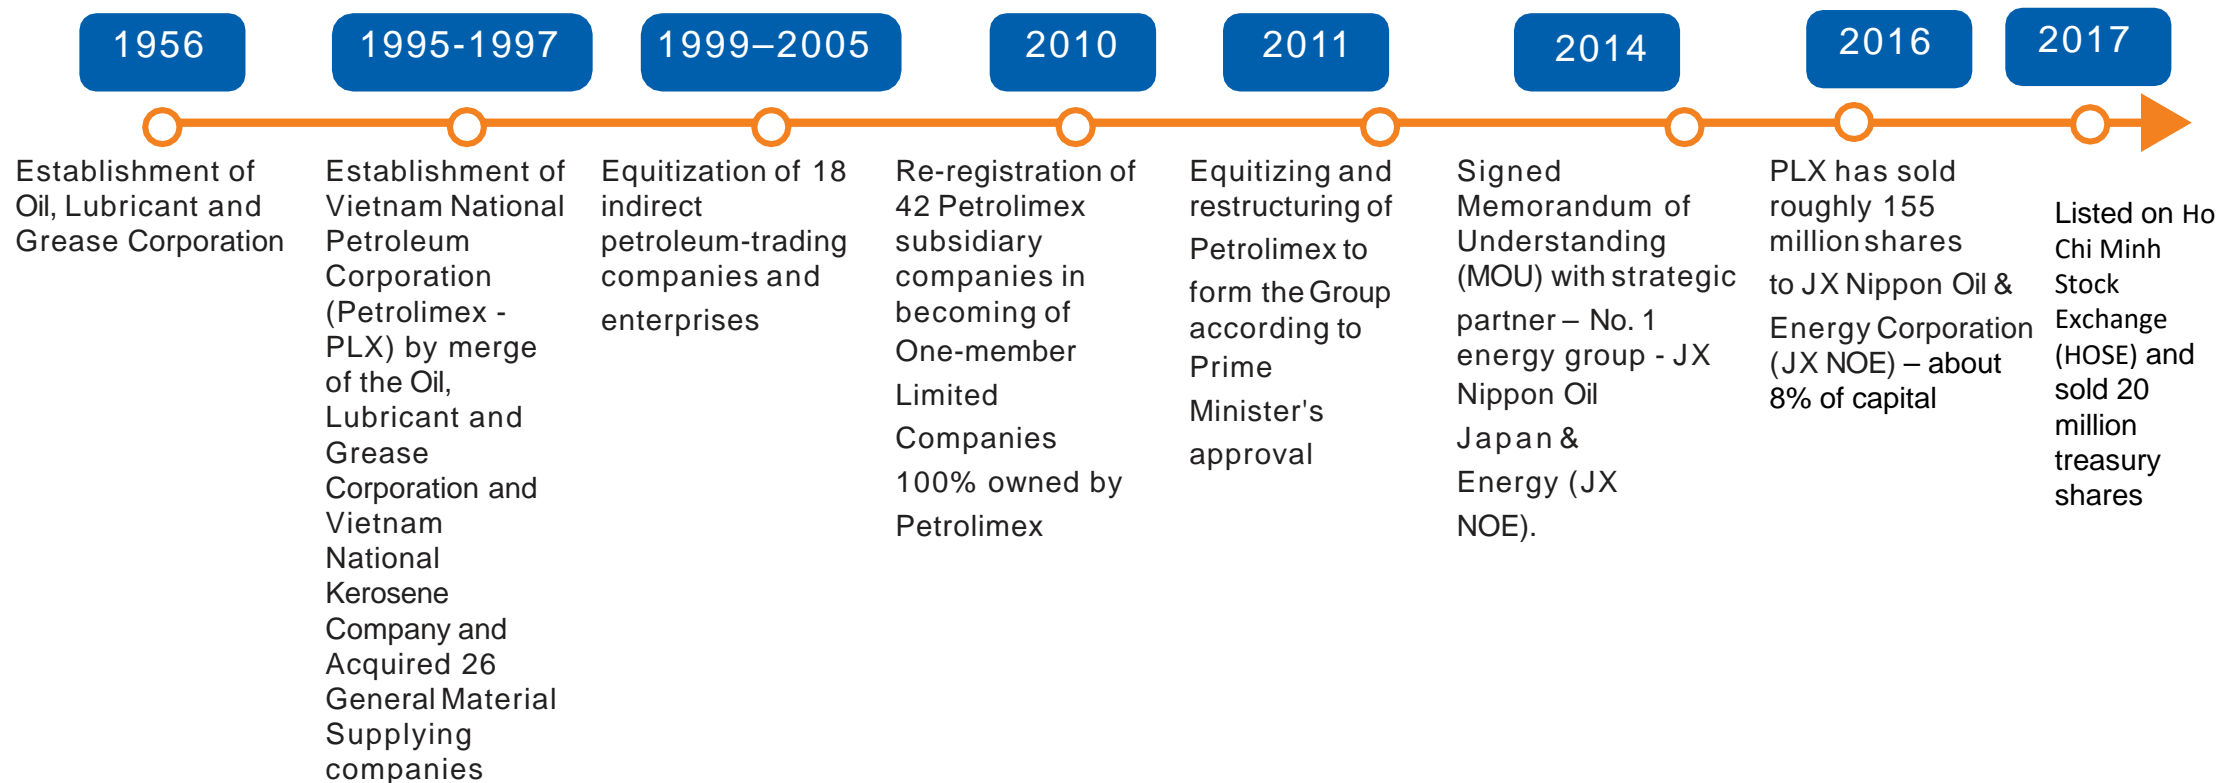 1956
Establishment of
Oil, Lubricant and
Grease Corporation
1995-1997
Establishment of
Vietnam National
Petroleum
Corporation
(Petrolimex -
PLX) by merge
of the Oil,
Lubricant and
Grease
Corporation and
Vietnam
National
Kerosene
Company and
Acquired 26
General Material
Supplying
companies
1999–2005
Equitization of 18
indirect
petroleum-trading
companies and
enterprises
2010
Re-registration of
42 Petrolimex
subsidiary
companies in
becoming of
One-member
Limited
Companies
100% owned by
Petrolimex
2011
Equitizing and
restructuring of
Petrolimex to
form the Group
according to
Prime
Minister's
approval
2014
Signed
Memorandum of
Understanding
(MOU) with strategic
partner – No. 1
energy group - JX
Nippon Oil
Japan &
Energy (JX
NOE).
2016
PLX has sold
roughly 155
million shares
to JX Nippon Oil &
Energy Corporation
(JX NOE) – about
8% of capital
2017
Listed on Ho
Chi Minh
Stock
Exchange
(HOSE) and
sold 20
million
treasury
shares